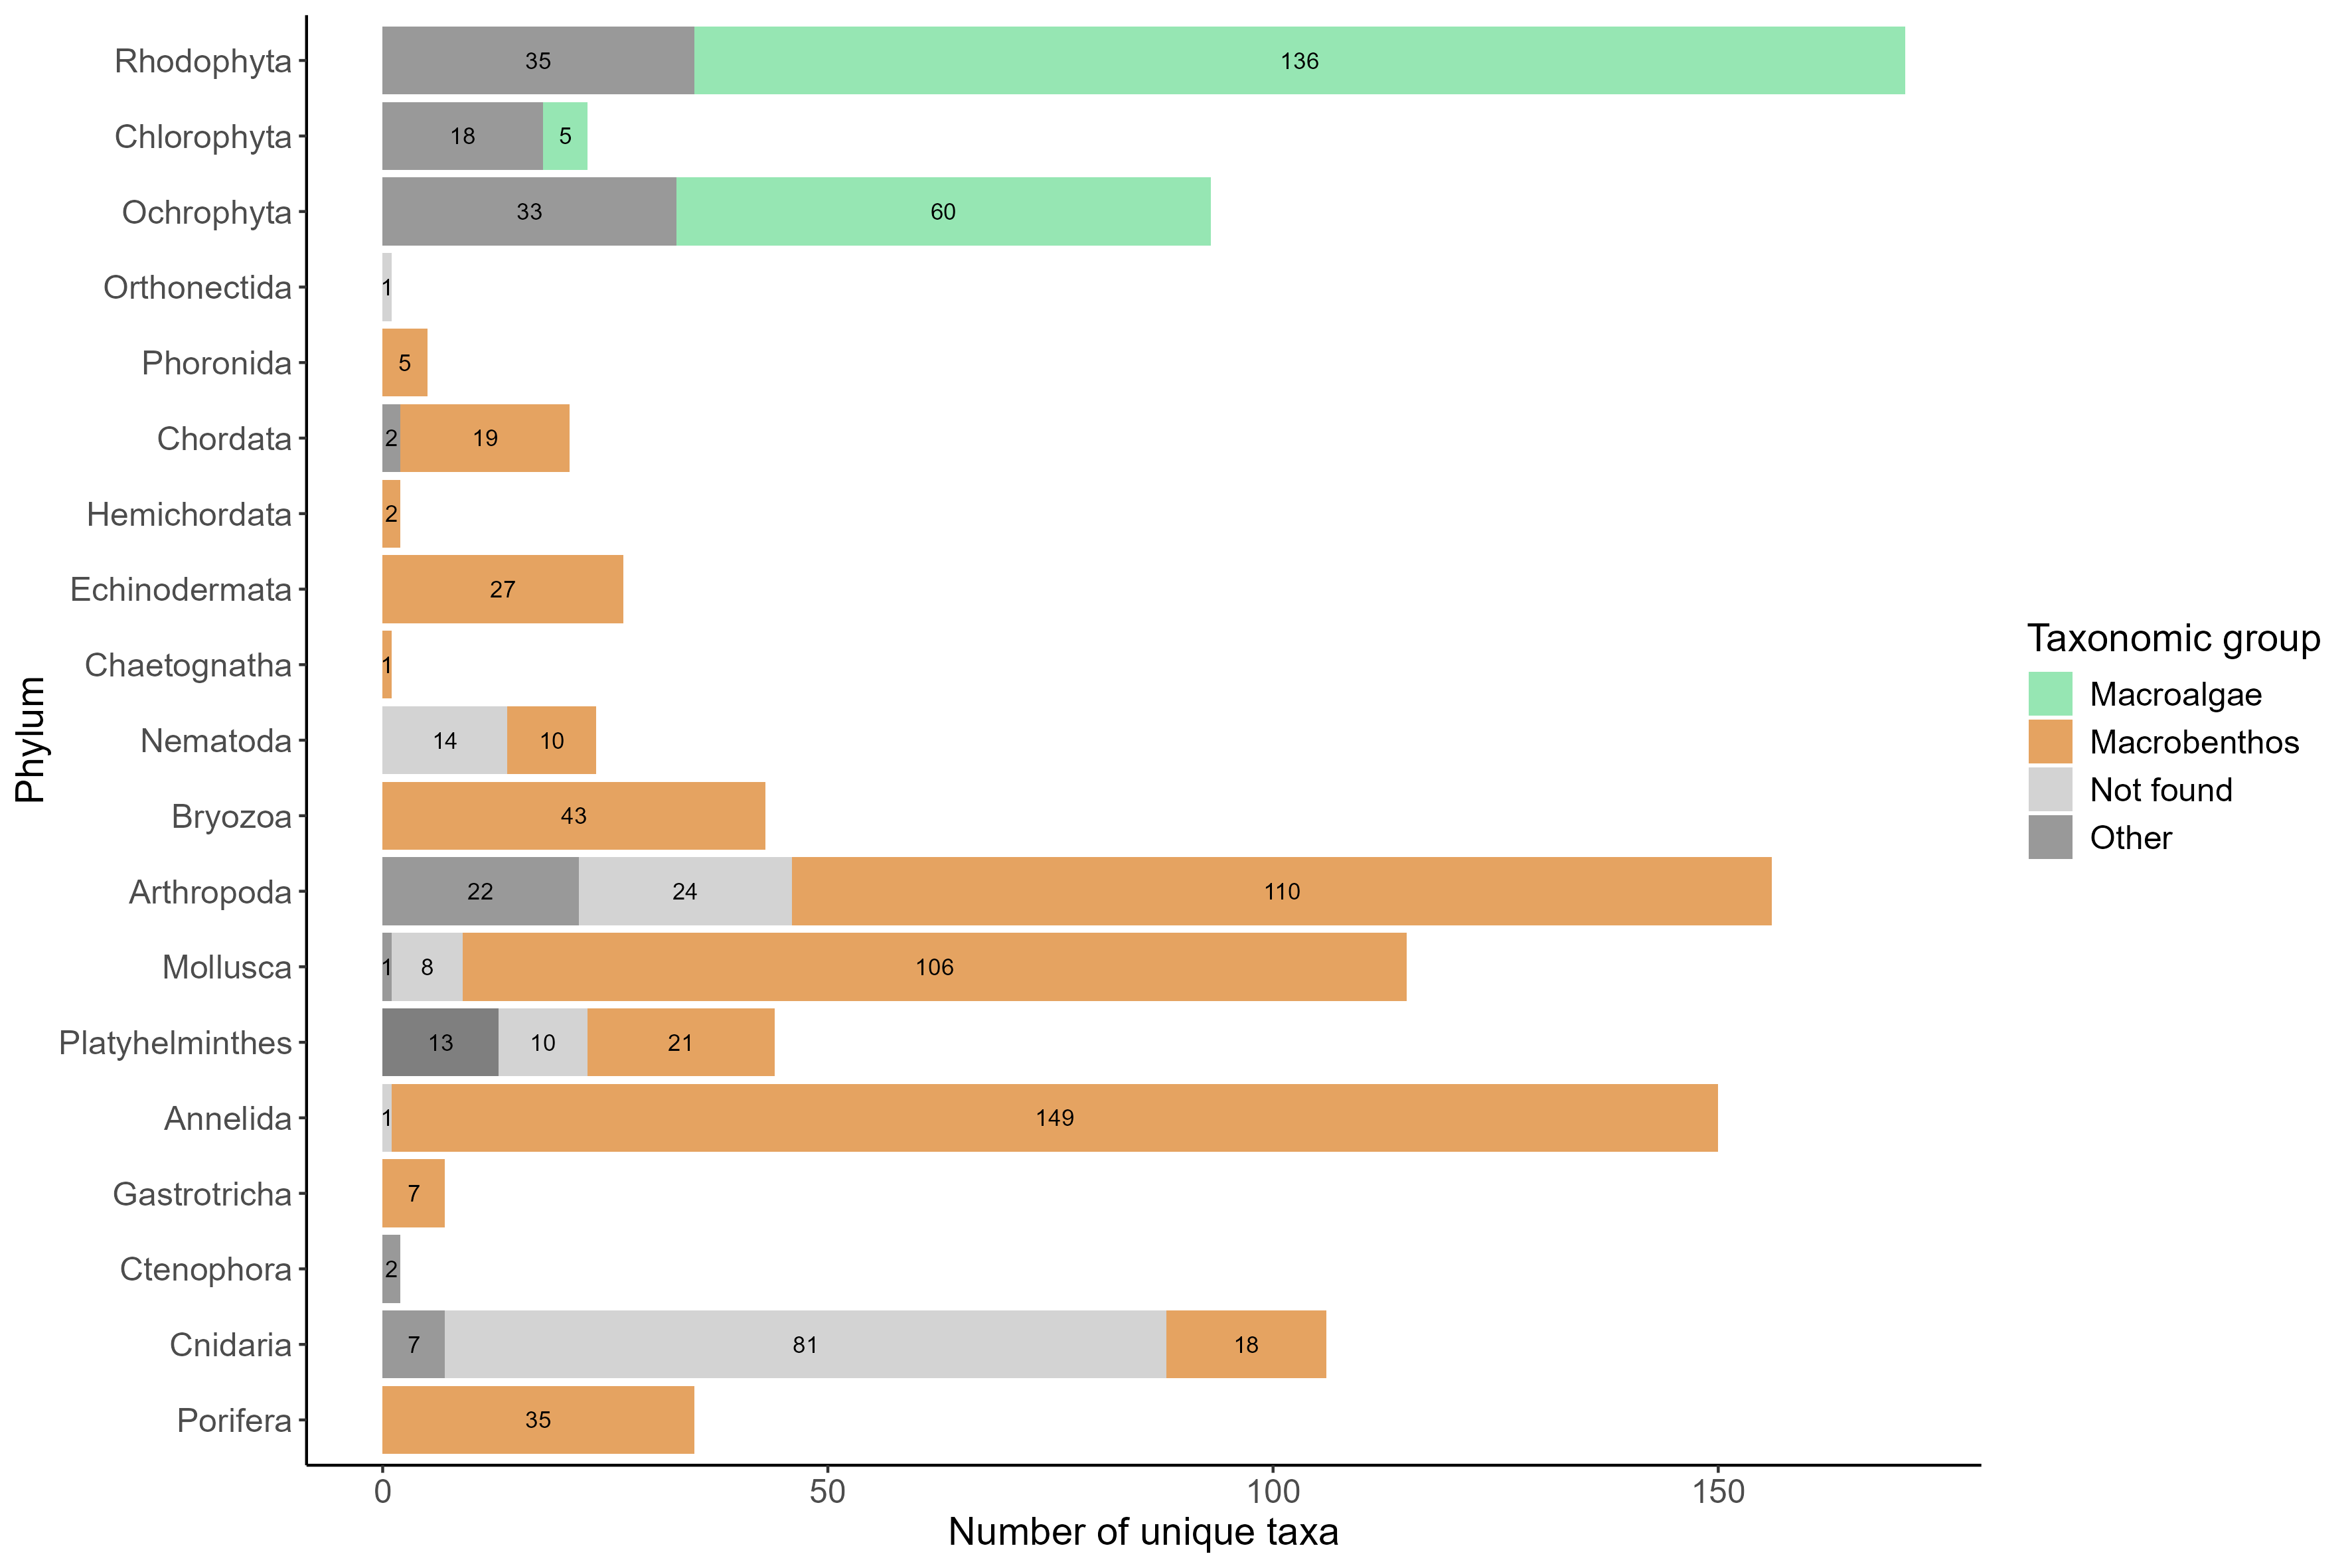 Rhodophyta 35 136
Chlorophyta 18 5
Ochrophyta 33 60
Orthonectida 1
Phoronida 5
Chordata 2 19
Hemichordata 2
Echinodermata 27
Chaetognatha 1
Nematoda 14 10
Bryozoa 43
Arthropoda 22 24 110
Mollusca 1 8 106
Platyhelminthes 13 10 21
Annelida 1 149
Gastrotricha 7
Ctenophora 2
Cnidaria 7 81 18
Porifera 35
Phylum
0 50 100 150
Number of unique taxa
Taxonomic group
Macroalgae
Macrobenthos
Not found
Other